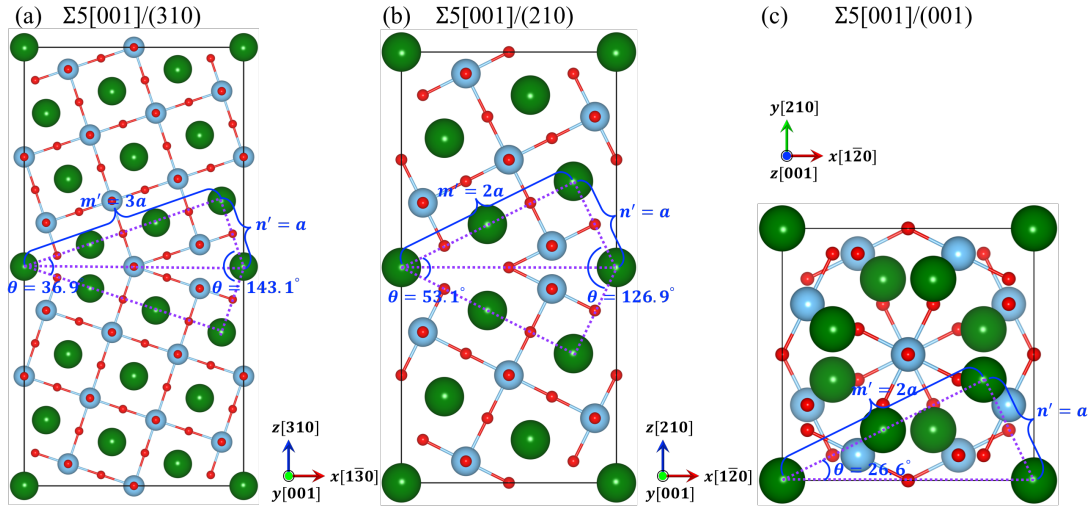 (a) Σ5[001]/(310)
m′ = 3a
n′ = a
θ = 36.9°
θ = 143.1°
z[310]
x[13̅0]
y[001]
(b) Σ5[001]/(210)
m′ = 2a
n′ = a
θ = 53.1°
θ = 126.9°
z[210]
x[12̅0]
y[001]
(c) Σ5[001]/(001)
y[210]
x[12̅0]
z[001]
m′ = 2a
n′ = a
θ = 26.6°